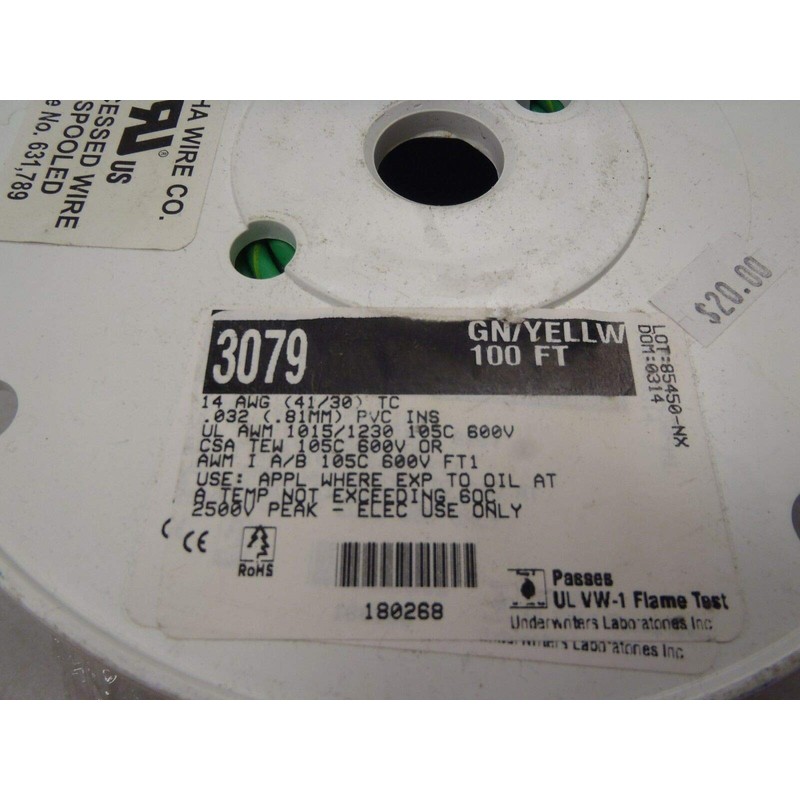 HA WIRE CO.
RU
®
US
CESSED WIRE
SPOOLED
e No. 631,789
$20.00
3079
GN/YELLW
100 FT
LOT:85450-NX
DOM:0314
14 AWG (41/30) TC
.032 (.81MM) PVC INS
UL AWM 1015/1230 105C 600V
CSA TEW 105C 600V OR
AWM I A/B 105C 600V FT1
USE: APPL WHERE EXP TO OIL AT
A TEMP NOT EXCEEDING 60C
2500V PEAK - ELEC USE ONLY
CE
RoHS
180268
Passes
UL VW-1 Flame Test
Underwriters Laboratories Inc
Laboratories Inc